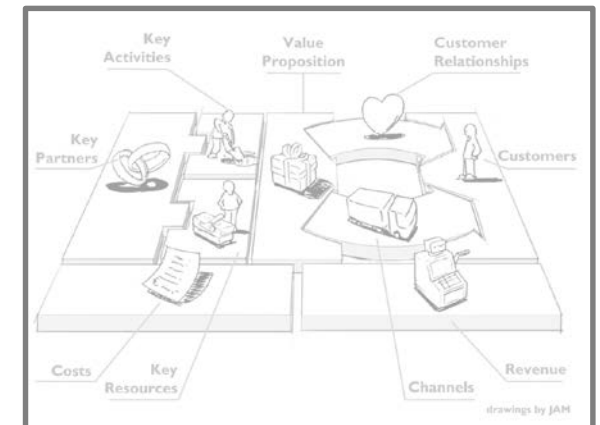 Key
Activities
Value
Proposition
Customer
Relationships
Key
Partners
Customers
Costs
Key
Resources
Channels
Revenue
drawings by JAM